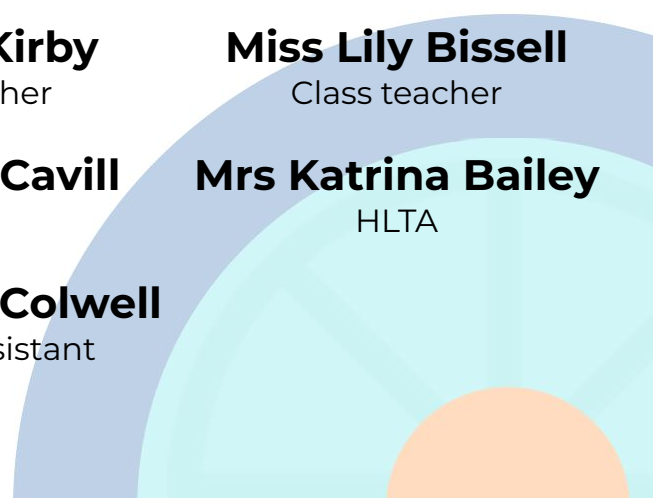 Kirby
Miss Lily Bissell
her
Class teacher
Cavill
Mrs Katrina Bailey
HLTA
Colwell
sistant